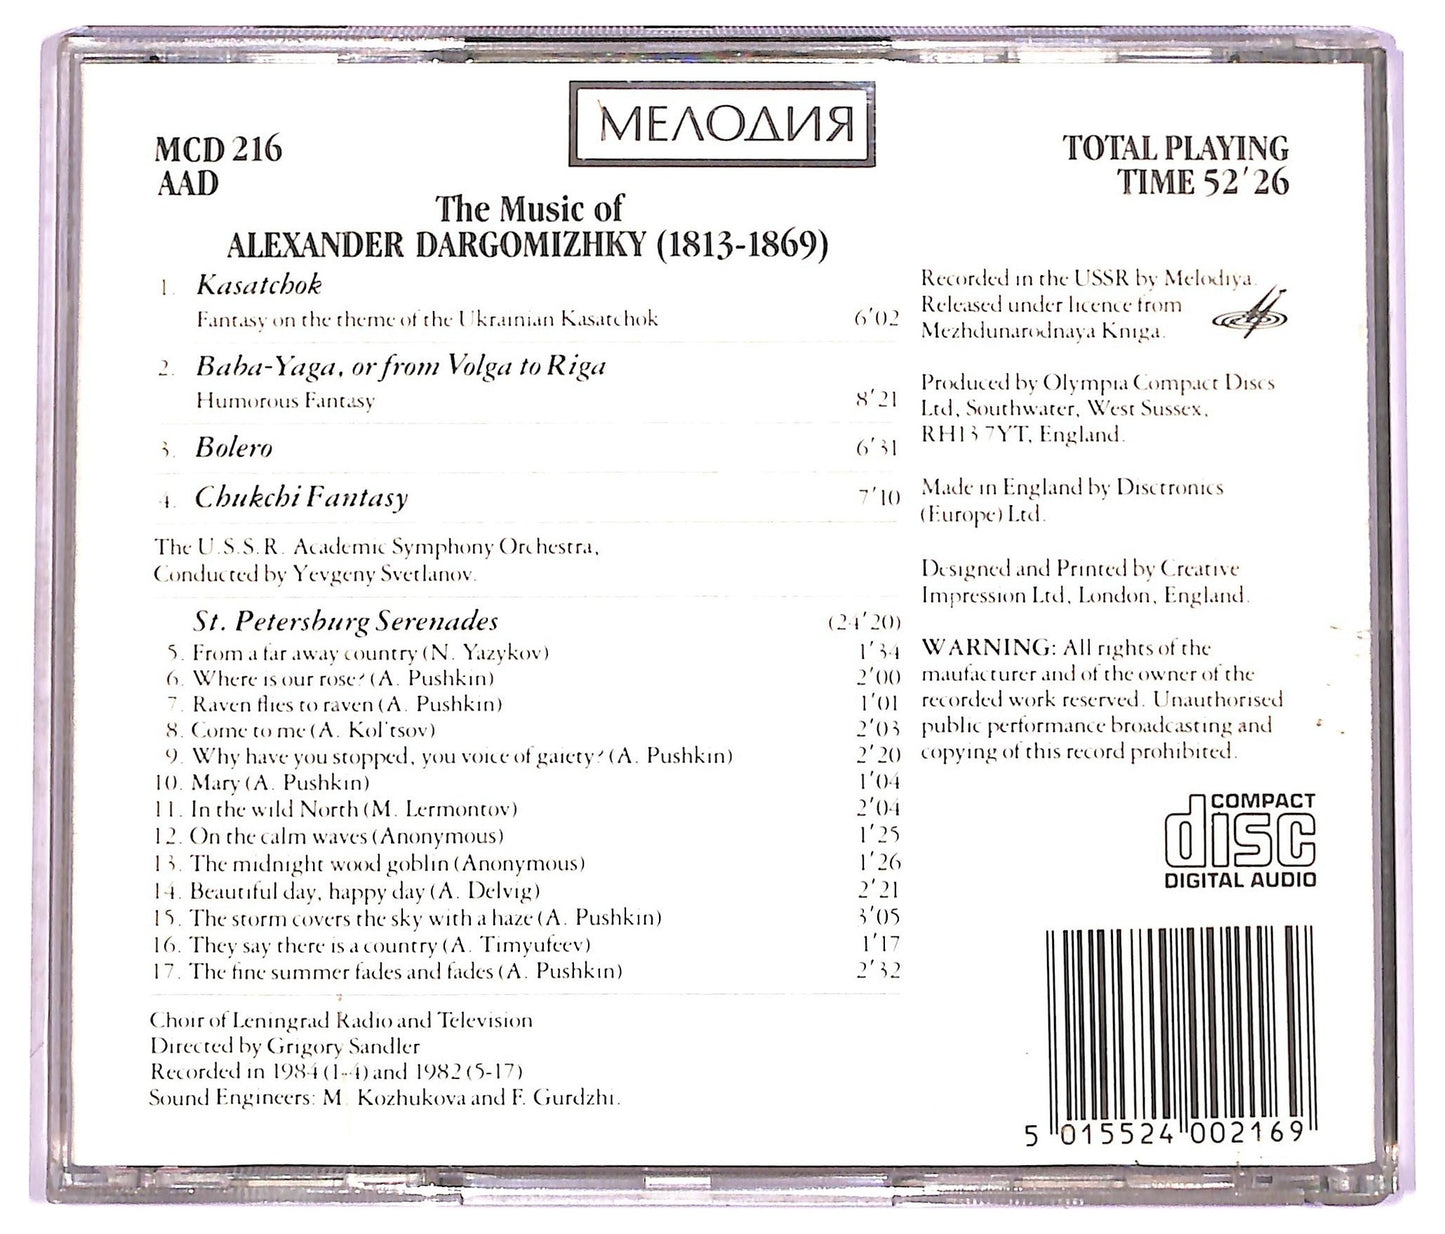 МЕЛОДИЯ
MCD 216
AAD
TOTAL PLAYING
TIME 52'26
The Music of
ALEXANDER DARGOMIZHKY (1813-1869)
1. Kasatchok
Fantasy on the theme of the Ukrainian Kasatchok 6'02
2. Baba-Yaga, or from Volga to Riga
Humorous Fantasy 8'21
3. Bolero 6'31
4. Chukchi Fantasy 7'10
The U.S.S.R. Academic Symphony Orchestra,
Conducted by Yevgeny Svetlanov.
St. Petersburg Serenades (24'20)
5. From a far away country (N. Yazykov) 1'34
6. Where is our rose? (A. Pushkin) 2'00
7. Raven flies to raven (A. Pushkin) 1'01
8. Come to me (A. Kol'tsov) 2'03
9. Why have you stopped, you voice of gaiety? (A. Pushkin) 2'20
10. Mary (A. Pushkin) 1'04
11. In the wild North (M. Lermontov) 2'04
12. On the calm waves (Anonymous) 1'25
13. The midnight wood goblin (Anonymous) 1'26
14. Beautiful day, happy day (A. Delvig) 2'21
15. The storm covers the sky with a haze (A. Pushkin) 3'05
16. They say there is a country (A. Timyufeev) 1'17
17. The fine summer fades and fades (A. Pushkin) 2'32
Choir of Leningrad Radio and Television
Directed by Grigory Sandler
Recorded in 1984 (1-4) and 1982 (5-17)
Sound Engineers: M. Kozhukova and F. Gurdzhi.
Recorded in the USSR by Melodiya.
Released under licence from
Mezhdunarodnaya Kniga.
Produced by Olympia Compact Discs
Ltd, Southwater, West Sussex,
RH13 7YT, England.
Made in England by Disctronics
(Europe) Ltd.
Designed and Printed by Creative
Impression Ltd, London, England.
WARNING: All rights of the
maufacturer and of the owner of the
recorded work reserved. Unauthorised
public performance broadcasting and
copying of this record prohibited.
COMPACT
disc
DIGITAL AUDIO
5 015524 002169